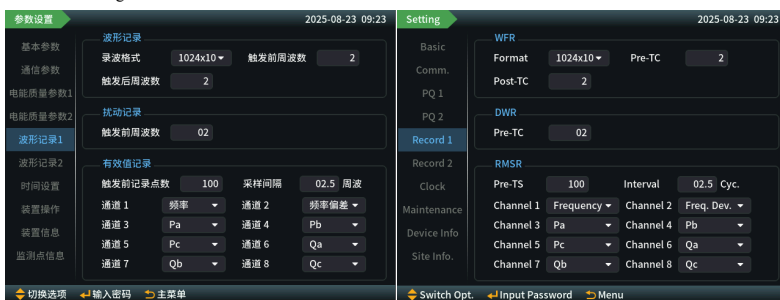 参数设置 2025-08-23 09:23
基本参数
通信参数
电能质量参数1
电能质量参数2
波形记录1
波形记录2
时间设置
装置操作
装置信息
监测点信息
波形记录
录波格式 1024x10 触发前周波数 2
触发后周波数 2
扰动记录
触发前周波数 02
有效值记录
触发前记录点数 100 采样间隔 02.5 周波
通道 1 频率 通道 2 频率偏差
通道 3 Pa 通道 4 Pb
通道 5 Pc 通道 6 Qa
通道 7 Qb 通道 8 Qc
切换选项 输入密码 主菜单
Setting 2025-08-23 09:23
Basic
Comm.
PQ 1
PQ 2
Record 1
Record 2
Clock
Maintenance
Device Info
Site Info.
WFR
Format 1024x10 Pre-TC 2
Post-TC 2
DWR
Pre-TC 02
RMSR
Pre-TS 100 Interval 02.5 Cyc.
Channel 1 Frequency Channel 2 Freq. Dev.
Channel 3 Pa Channel 4 Pb
Channel 5 Pc Channel 6 Qa
Channel 7 Qb Channel 8 Qc
Switch Opt. Input Password Menu